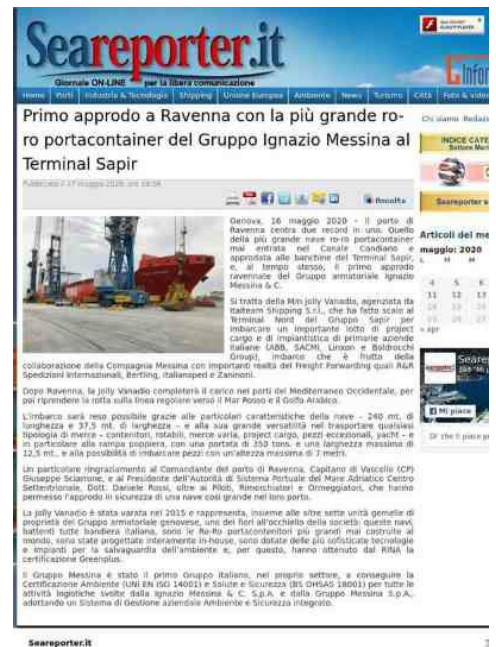 Seareporter.it
Giornale ON-LINE per la libera comunicazione
Home Porti Industria & Tecnologia Shipping Unione Europea Ambiente News Turismo Città Foto & video
Primo approdo a Ravenna con la più grande ro-
ro portacontainer del Gruppo Ignazio Messina al
Terminal Sapir
Ascolta
Genova, 16 maggio 2020 – Il porto di
Ravenna centra due record in uno. Quello
della più grande nave ro-ro portacontainer
mai entrata nel Canale Candiano e
approdata alle banchine del Terminal Sapir,
e, al tempo stesso, il primo approdo
ravennate del Gruppo armatoriale Ignazio
Messina & C.
Si tratta della M/n Jolly Vanadio, agenziata da
Italteam Shipping S.r.l., che ha fatto scalo al
Terminal Nord del Gruppo Sapir per
imbarcare un importante lotto di project
cargo e di impiantistica di primarie aziende
italiane (ABB, SACMI, Linxon e Boldrocchi
Group), imbarco che è frutto della
collaborazione della Compagnia Messina con importanti realtà del Freight Forwarding quali R&R
Spedizioni Internazionali, Bertling, Italiansped e Zaninoni.
Dopo Ravenna, la Jolly Vanadio completerà il carico nei porti del Mediterraneo Occidentale, per
poi riprendere la rotta sulla linea regolare verso il Mar Rosso e il Golfo Arabico.
L'imbarco sarà reso possibile grazie alle particolari caratteristiche della nave – 240 mt. di
lunghezza e 37,5 mt. di larghezza – e alla sua grande versatilità nel trasportare qualsiasi
tipologia di merce – contenitori, rotabili, merce varia, project cargo, pezzi eccezionali, yacht – e
in particolare alla rampa poppiera, con una portata di 350 tons. e una larghezza massima di
12,5 mt., e alla possibilità di imbarcare pezzi con un'altezza massima di 7 metri.
Un particolare ringraziamento al Comandante del porto di Ravenna, Capitano di Vascello (CP)
Giuseppe Sciarrone, e al Presidente dell'Autorità di Sistema Portuale del Mare Adriatico Centro
Settentrionale, Dott. Daniele Rossi, oltre ai Piloti, Rimorchiatori e Ormeggiatori, che hanno
permesso l'approdo in sicurezza di una nave così grande nel loro porto.
La Jolly Vanadio è stata varata nel 2015 e rappresenta, insieme alle altre sette unità gemelle di
proprietà del Gruppo armatoriale genovese, uno dei fiori all'occhiello della società: queste navi,
battenti tutte bandiera italiana, sono le Ro-Ro portacontenitori più grandi mai costruite al
mondo, sono state progettate interamente in-house, sono dotate delle più sofisticate tecnologie
e impianti per la salvaguardia dell'ambiente e, per questo, hanno ottenuto dal RINA la
certificazione Greenplus.
Il Gruppo Messina è stato il primo Gruppo italiano, nel proprio settore, a conseguire la
Certificazione Ambiente (UNI EN ISO 14001) e Salute e Sicurezza (BS OHSAS 18001) per tutte le
attività logistiche svolte dalla Ignazio Messina & C. S.p.A. e dalla Gruppo Messina S.p.A.,
adottando un Sistema di Gestione aziendale Ambiente e Sicurezza integrato.
Chi siamo
INDICE CATE
Seareporter
Articoli del me
maggio: 2020
L M M
4 5 6
11 12 13
« apr
Mi piace
Seareporter.it